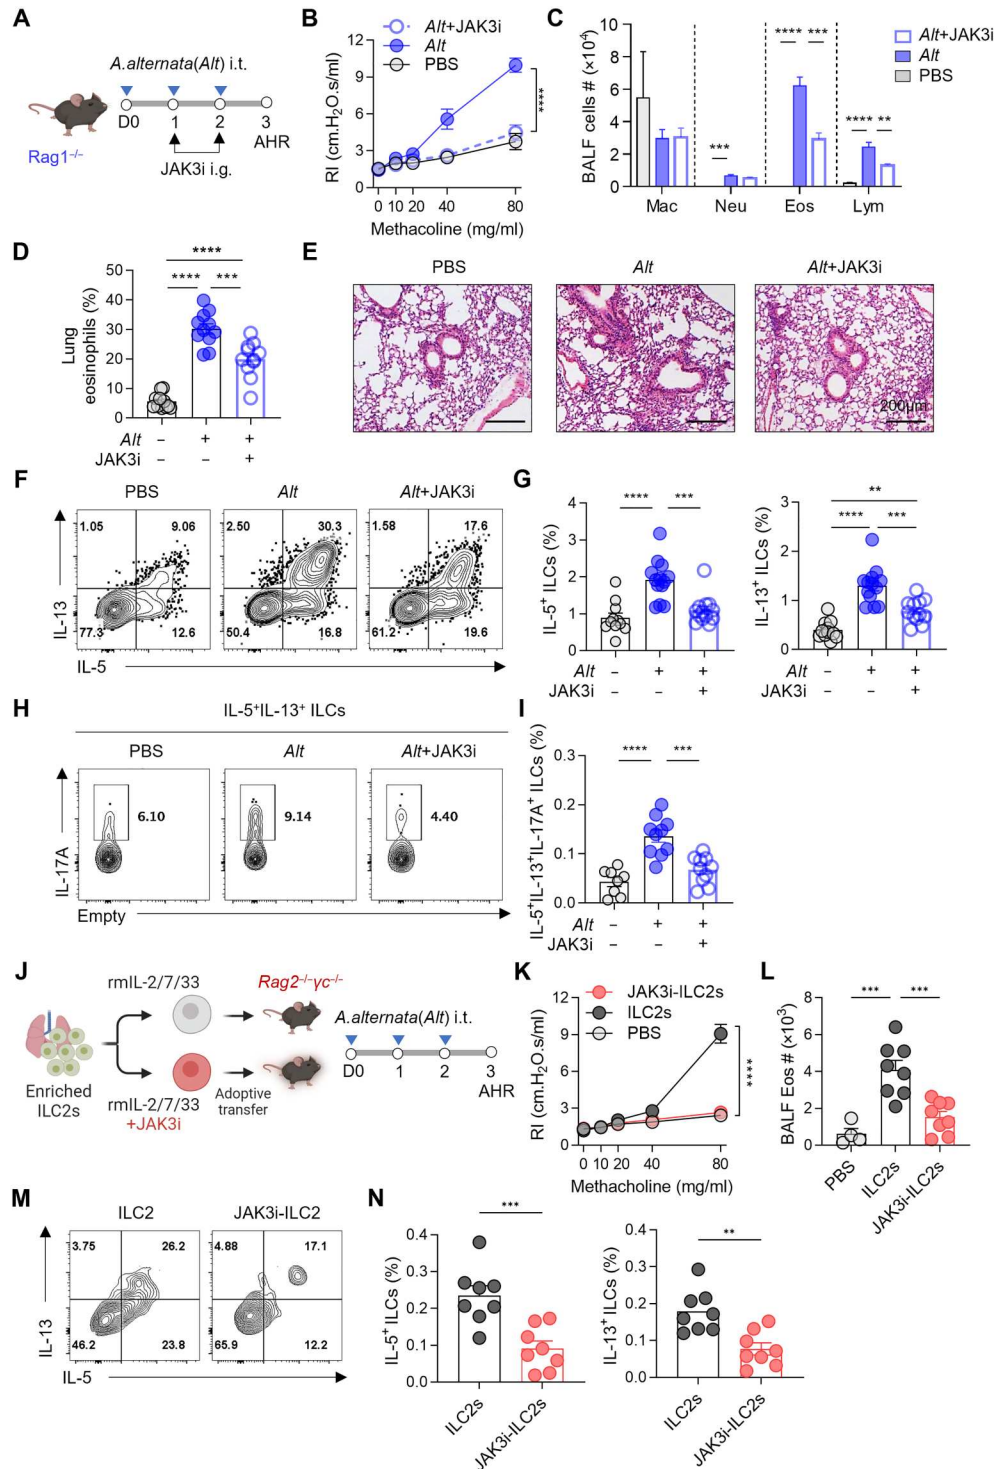 A
A.alternata(Alt) i.t.
D0
1
2
3
AHR
JAK3i i.g.
Rag1⁻/⁻
B
Alt+JAK3i
Alt
PBS
RI (cm.H₂O.s/ml)
12
9
6
3
0
****
0 10 20 40 80
Methacoline (mg/ml)
C
Alt+JAK3i
Alt
PBS
BALF cells # (×10⁴)
10
8
6
4
2
0
***
**** ***
**** **
Mac Neu Eos Lym
D
Lung
eosinophils (%)
50
40
30
20
10
0
****
**** ***
Alt – + +
JAK3i – – +
E
PBS Alt Alt+JAK3i
200μm
F
PBS Alt Alt+JAK3i
1.05 9.06
77.3 12.6
2.50 30.3
50.4 16.8
1.58 17.6
61.2 19.6
IL-13
IL-5
G
IL-5⁺ ILCs (%)
4
3
2
1
0
**** ***
Alt – + +
JAK3i – – +
IL-13⁺ ILCs (%)
3
2
1
0
**
**** ***
Alt – + +
JAK3i – – +
H
IL-5⁺IL-13⁺ ILCs
PBS Alt Alt+JAK3i
6.10
9.14
4.40
IL-17A
Empty
I
IL-5⁺IL-13⁺IL-17A⁺ ILCs (%)
0.3
0.2
0.1
0.0
**** ***
Alt – + +
JAK3i – – +
J
Enriched
ILC2s
rmIL-2/7/33
rmIL-2/7/33
+JAK3i
Adoptive
transfer
Rag2⁻/⁻γc⁻/⁻
A.alternata(Alt) i.t.
D0
1
2
3
AHR
K
JAK3i-ILC2s
ILC2s
PBS
RI (cm.H₂O.s/ml)
12
9
6
3
0
****
0 10 20 40 80
Methacholine (mg/ml)
L
BALF Eos # (×10³)
8
6
4
2
0
*** ***
PBS
ILC2s
JAK3i-ILC2s
M
ILC2 JAK3i-ILC2
3.75 26.2
46.2 23.8
4.88 17.1
65.9 12.2
IL-13
IL-5
N
IL-5⁺ ILCs (%)
0.4
0.3
0.2
0.1
0.0
***
ILC2s
JAK3i-ILC2s
IL-13⁺ ILCs (%)
0.4
0.3
0.2
0.1
0.0
**
ILC2s
JAK3i-ILC2s